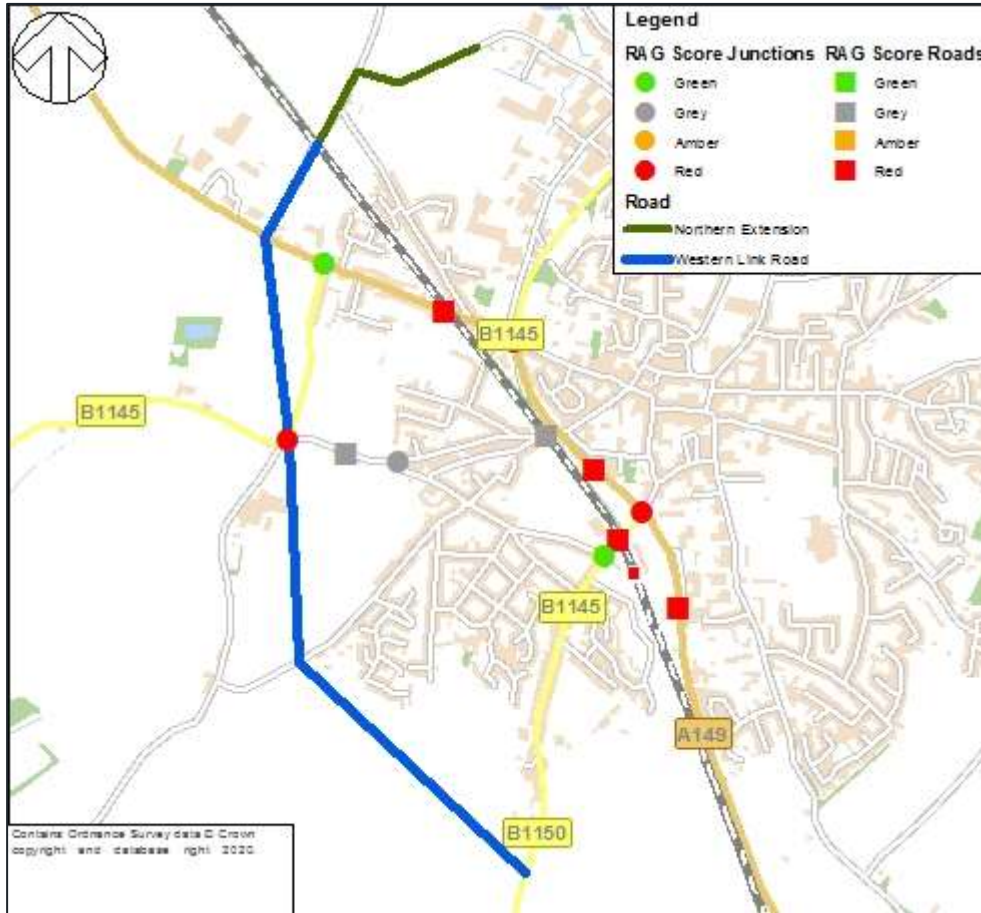 Legend
RAG Score Junctions RAG Score Roads
Green Green
Grey Grey
Amber Amber
Red Red
Road
Northern Extension
Western Link Road
B1145
B1145
B1145
A149
B1150
Contains Ordnance Survey data © Crown
copyright and database right 2020.